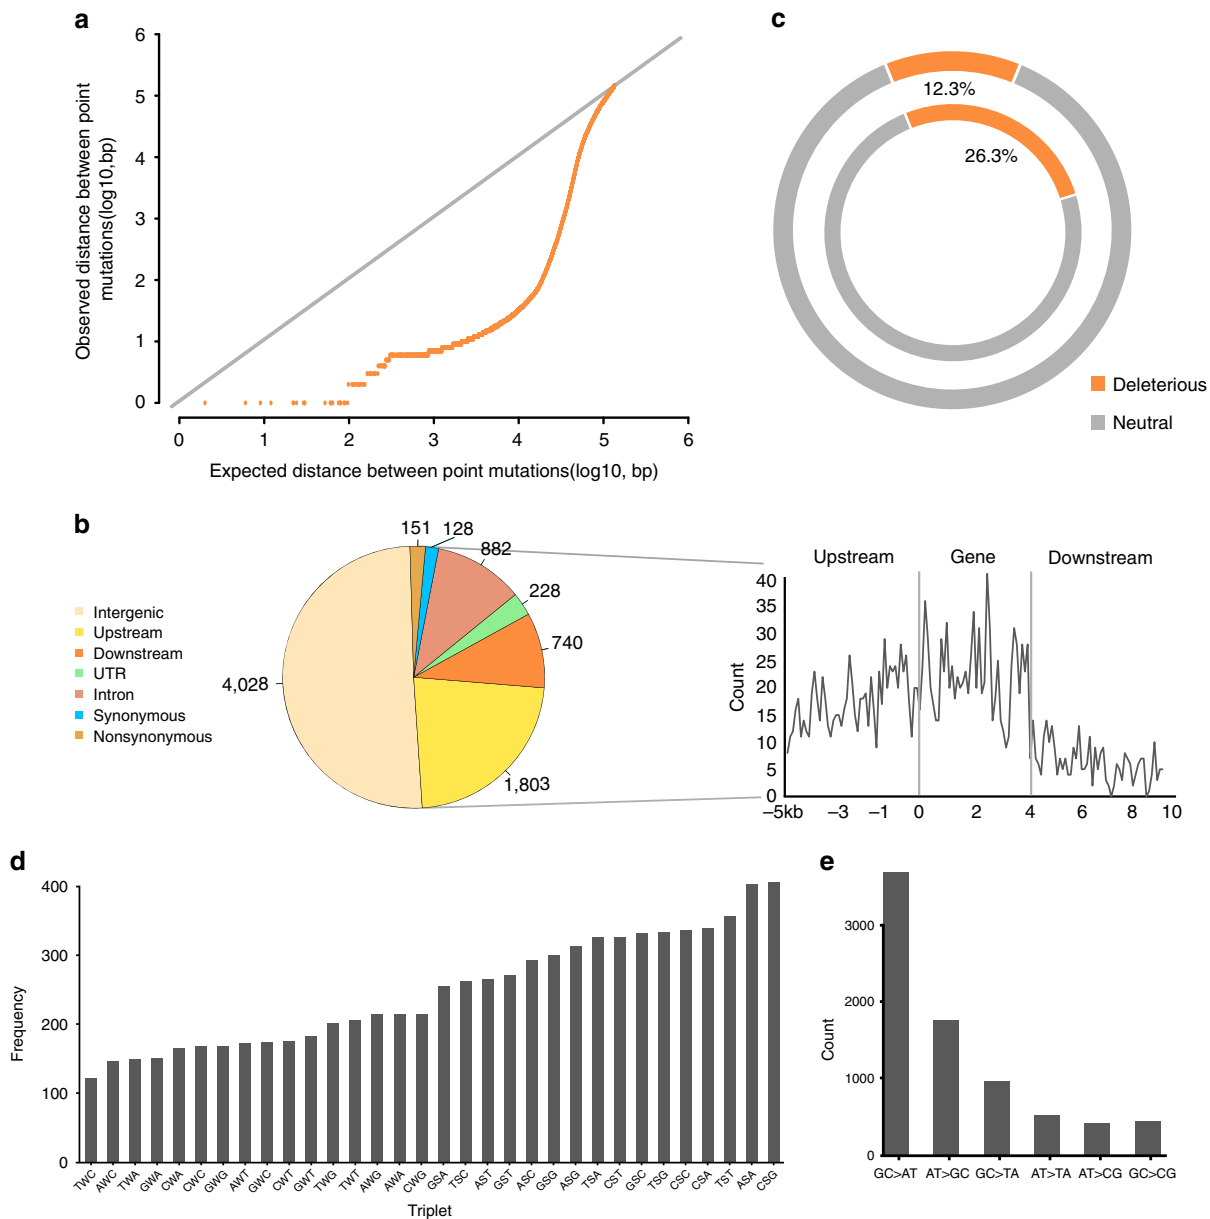 a
6
5
4
3
2
1
0
Observed distance between point
mutations(log10,bp)
0 1 2 3 4 5 6
Expected distance between point mutations(log10, bp)
c
12.3%
26.3%
Deleterious
Neutral
b
Intergenic
Upstream
Downstream
UTR
Intron
Synonymous
Nonsynonymous
151
128
882
228
740
1,803
4,028
Upstream Gene Downstream
40
35
30
25
20
15
10
5
0
Count
–5kb –3 –1 0 2 4 6 8 10
d
400
300
200
100
0
Frequency
TWC AWC TWA GWA CWA CWC GWG AWT GWC CWT GWT TWG TWT AWG AWA CWG GSA TSC AST GST ASC GSG ASG TSA CST GSC TSG CSC CSA TST ASA CSG
Triplet
e
3000
2000
1000
0
Count
GC>AT AT>GC GC>TA AT>TA AT>CG GC>CG